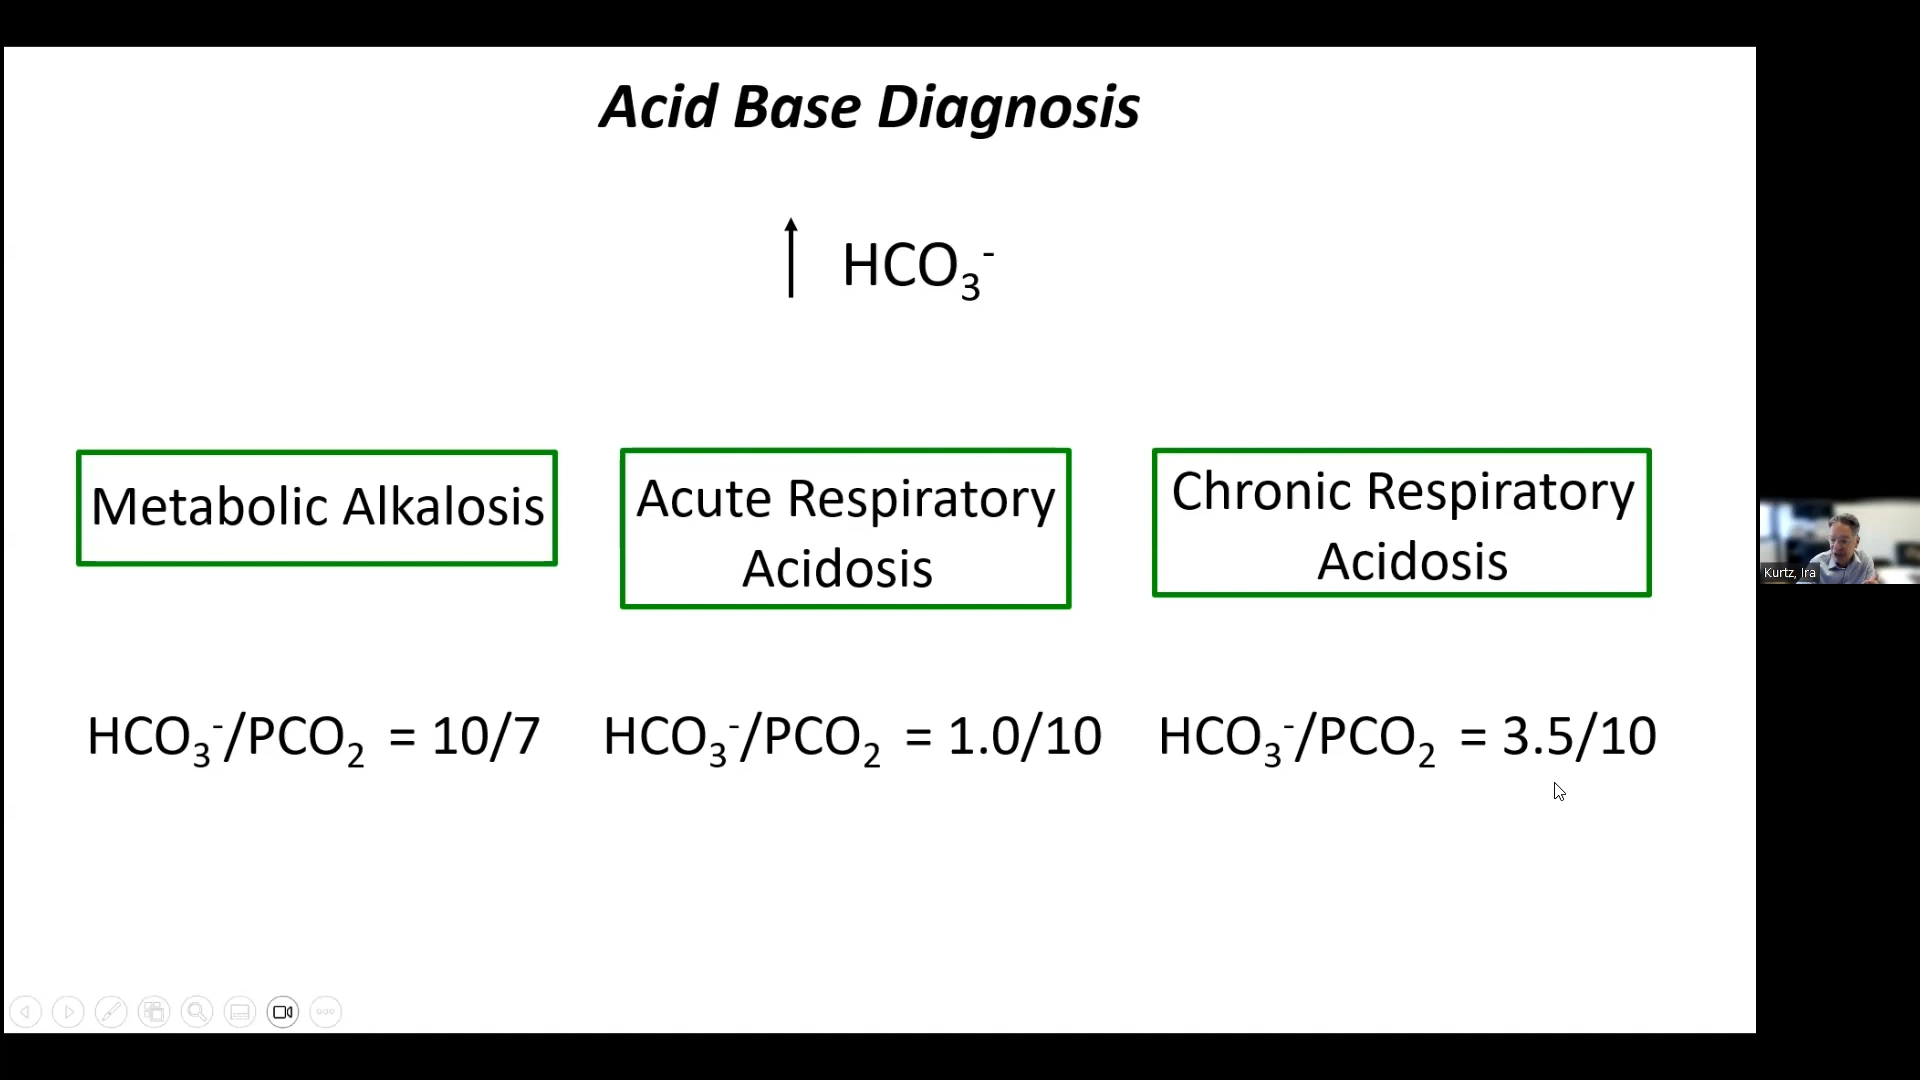 Acid Base Diagnosis
↑ HCO₃⁻
Metabolic Alkalosis
Acute Respiratory
Acidosis
Chronic Respiratory
Acidosis
HCO₃⁻/PCO₂ = 10/7
HCO₃⁻/PCO₂ = 1.0/10
HCO₃⁻/PCO₂ = 3.5/10
Kurtz, Ira